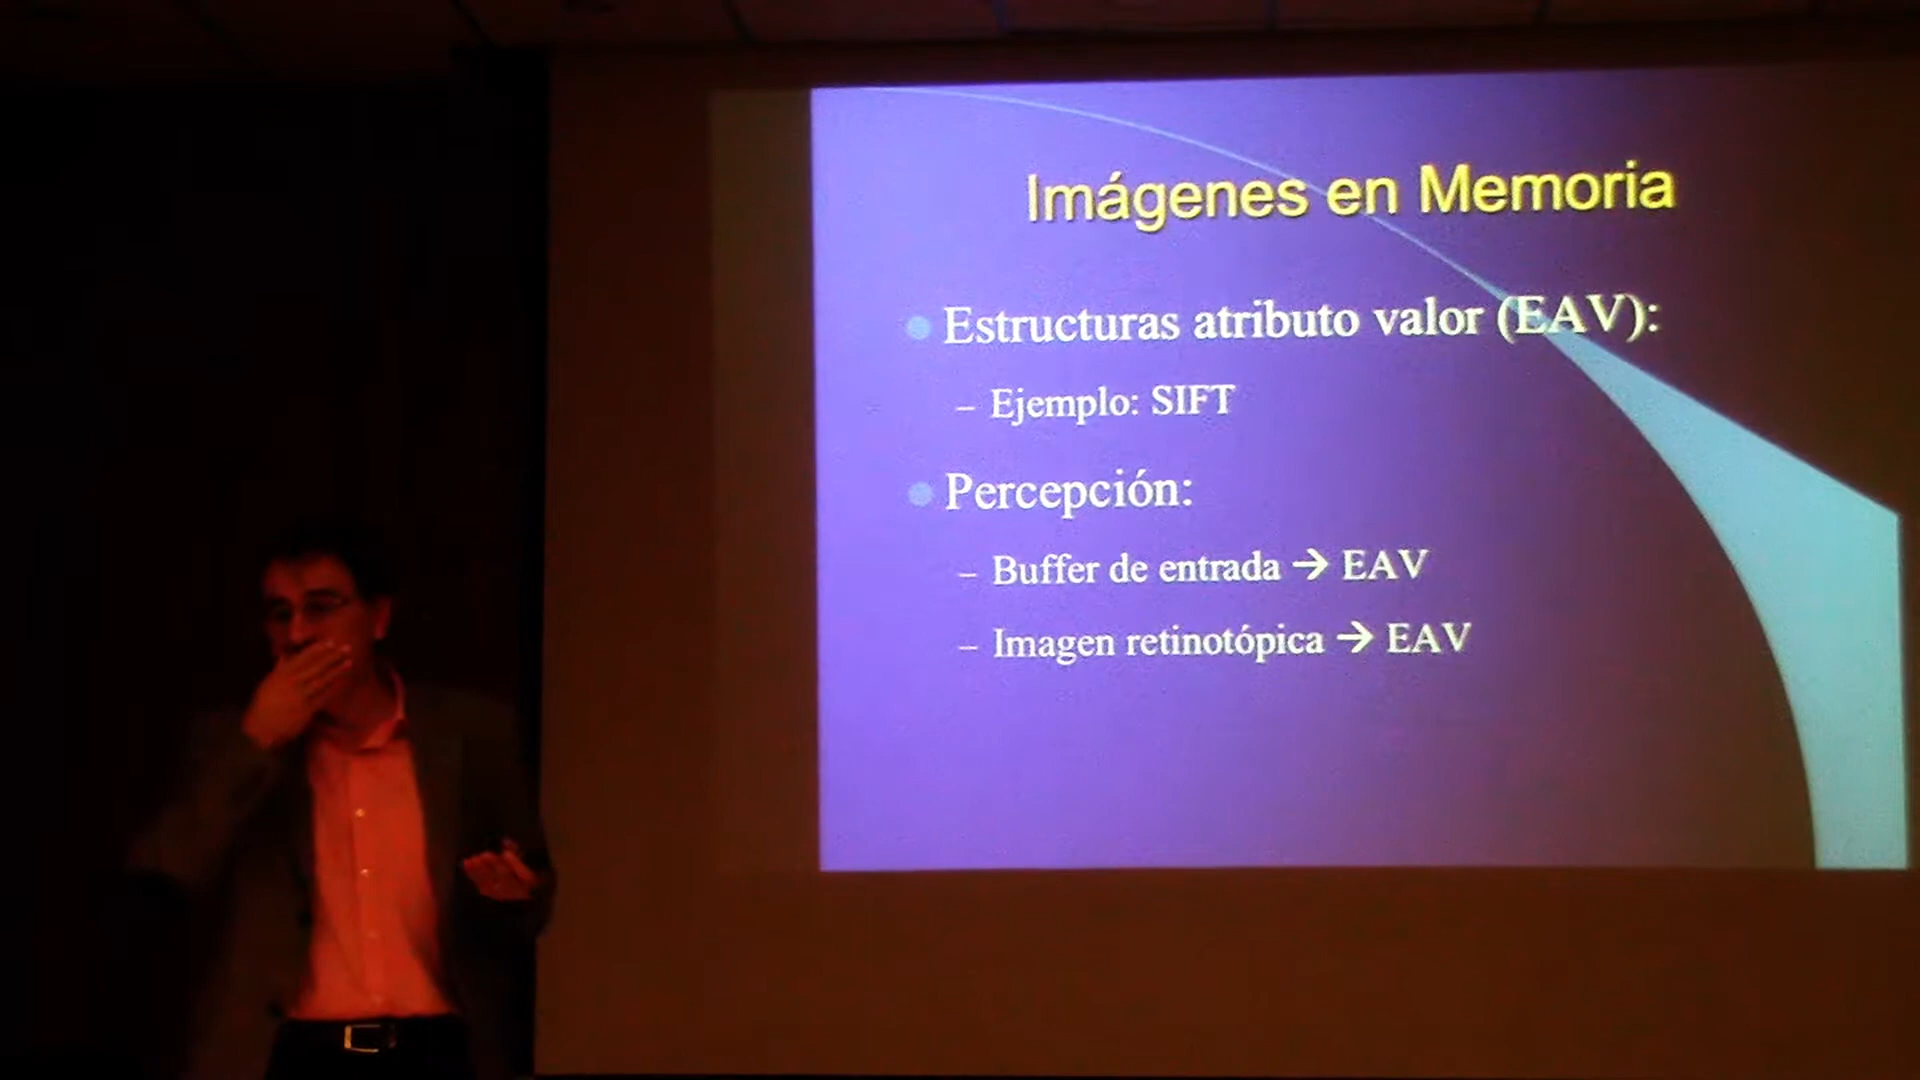 Imágenes en Memoria
Estructuras atributo valor (EAV):
– Ejemplo: SIFT
Percepción:
– Buffer de entrada → EAV
– Imagen retinotópica → EAV